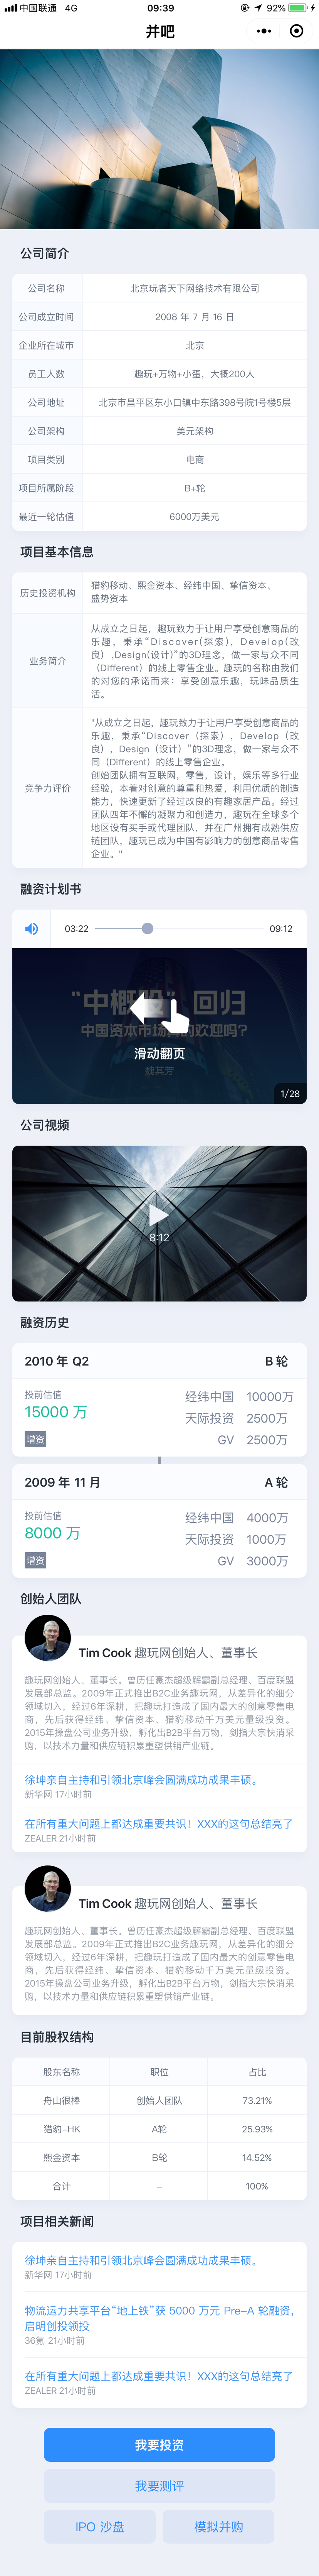 中国联通 4G 09:39 92%
并吧
公司简介
公司名称 北京玩者天下网络技术有限公司
公司成立时间 2008 年 7 月 16 日
企业所在城市 北京
员工人数 趣玩+万物+小蛋，大概200人
公司地址 北京市昌平区东小口镇中东路398号院1号楼5层
公司架构 美元架构
项目类别 电商
项目所属阶段 B+轮
最近一轮估值 6000万美元
项目基本信息
历史投资机构
猎豹移动、熙金资本、经纬中国、挚信资本、
盛势资本
业务简介
从成立之日起，趣玩致力于让用户享受创意商品的
乐趣，秉承“Discover(探索)，Develop(改
良）,Design(设计)”的3D理念，做一家与众不同
（Different）的线上零售企业。趣玩的名称由我们
的对您的承诺而来：享受创意乐趣，玩味品质生
活。
竞争力评价
“从成立之日起，趣玩致力于让用户享受创意商品
的乐趣，秉承“Discover（探索），Develop（改
良），Design（设计）”的3D理念，做一家与众不
同（Different）的线上零售企业。
创始团队拥有互联网，零售，设计，娱乐等多行业
经验，本着对创意的尊重和热爱，利用优质的制造
能力，快速更新了经过改良的有趣家居产品。经过
团队四年不懈的凝聚力和创造力，趣玩在全球多个
地区设有买手或代理团队，并在广州拥有成熟供应
链团队，趣玩已成为中国有影响力的创意商品零售
企业。”
融资计划书
03:22 09:12
“中概股”回归
中国资本市场真的欢迎吗？
滑动翻页
魏其芳
1/28
公司视频
8:12
融资历史
2010 年 Q2 B 轮
投前估值
15000 万
增资
经纬中国 10000万
天际投资 2500万
GV 2500万
2009 年 11 月 A 轮
投前估值
8000 万
增资
经纬中国 4000万
天际投资 1000万
GV 3000万
创始人团队
Tim Cook 趣玩网创始人、董事长
趣玩网创始人、董事长。曾历任豪杰超级解霸副总经理、百度联盟
发展部总监。2009年正式推出B2C业务趣玩网，从差异化的细分
领域切入，经过6年深耕，把趣玩打造成了国内最大的创意零售电
商，先后获得经纬、挚信资本、猎豹移动千万美元量级投资。
2015年操盘公司业务升级、孵化出B2B平台万物，剑指大宗快消采
购，以技术力量和供应链积累重塑供销产业链。
徐坤亲自主持和引领北京峰会圆满成功成果丰硕。
新华网 17小时前
在所有重大问题上都达成重要共识！XXX的这句总结亮了
ZEALER 21小时前
Tim Cook 趣玩网创始人、董事长
趣玩网创始人、董事长。曾历任豪杰超级解霸副总经理、百度联盟
发展部总监。2009年正式推出B2C业务趣玩网，从差异化的细分
领域切入，经过6年深耕，把趣玩打造成了国内最大的创意零售电
商，先后获得经纬、挚信资本、猎豹移动千万美元量级投资。
2015年操盘公司业务升级、孵化出B2B平台万物，剑指大宗快消采
购，以技术力量和供应链积累重塑供销产业链。
目前股权结构
股东名称 职位 占比
舟山很棒 创始人团队 73.21%
猎豹-HK A轮 25.93%
熙金资本 B轮 14.52%
合计 - 100%
项目相关新闻
徐坤亲自主持和引领北京峰会圆满成功成果丰硕。
新华网 17小时前
物流运力共享平台“地上铁”获 5000 万元 Pre-A 轮融资，
启明创投领投
36氪 21小时前
在所有重大问题上都达成重要共识！XXX的这句总结亮了
ZEALER 21小时前
我要投资
我要测评
IPO 沙盘 模拟并购